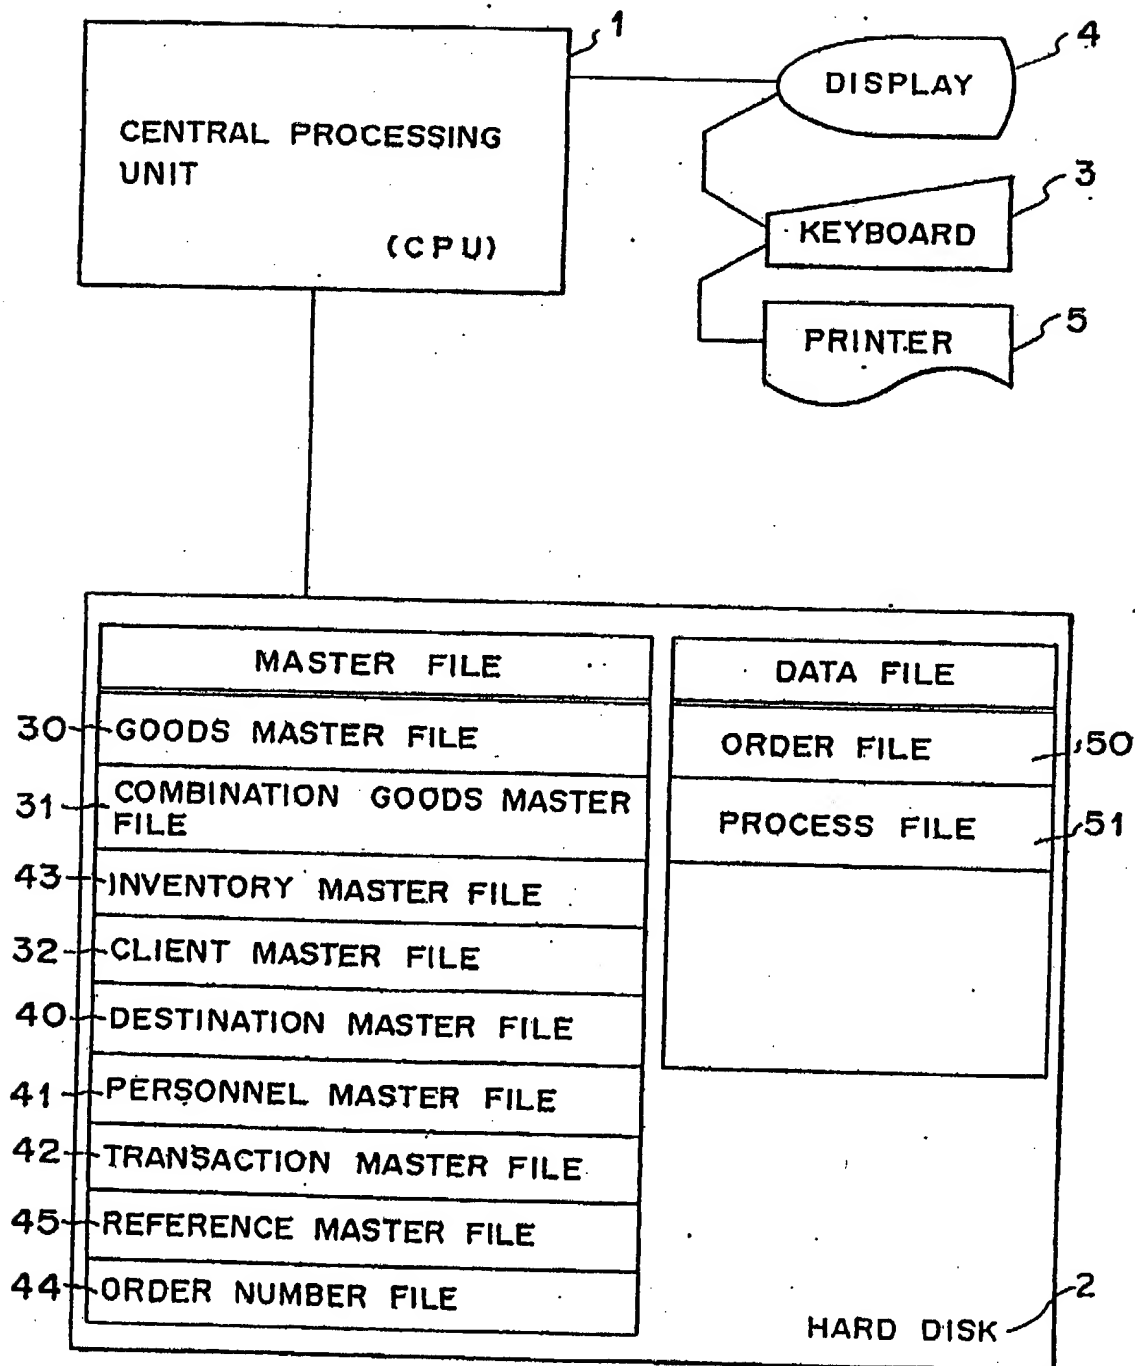 1
4
DISPLAY
CENTRAL PROCESSING
UNIT
(CPU)
3
KEYBOARD
5
PRINTER
MASTER FILE
DATA FILE
30 GOODS MASTER FILE
ORDER FILE 50
31 COMBINATION GOODS MASTER
FILE
PROCESS FILE 51
43 INVENTORY MASTER FILE
32 CLIENT MASTER FILE
40 DESTINATION MASTER FILE
41 PERSONNEL MASTER FILE
42 TRANSACTION MASTER FILE
45 REFERENCE MASTER FILE
44 ORDER NUMBER FILE
2
HARD DISK